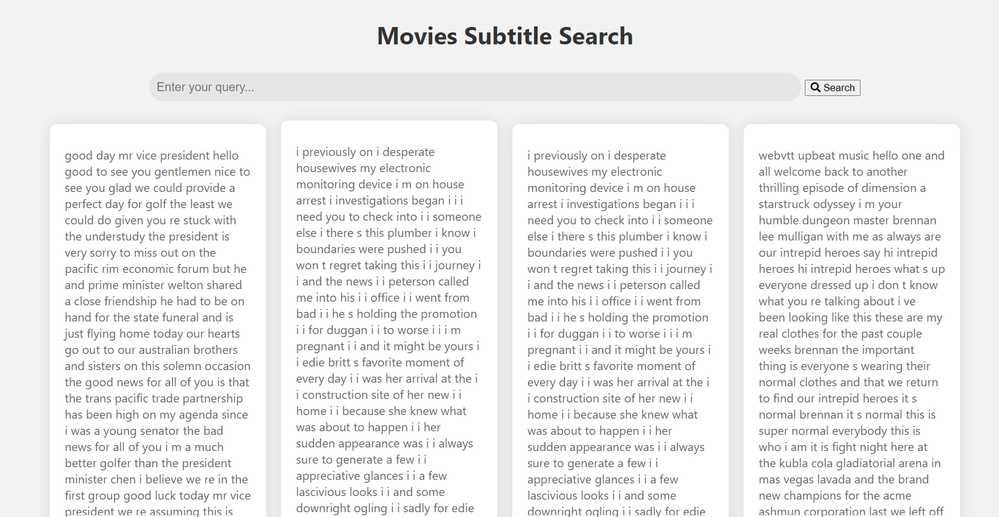 Movies Subtitle Search
Enter your query...
Search
good day mr vice president hello
good to see you gentlemen nice to
see you glad we could provide a
perfect day for golf the least we
could do given you re stuck with
the understudy the president is
very sorry to miss out on the
pacific rim economic forum but he
and prime minister welton shared
a close friendship he had to be on
hand for the state funeral and is
just flying home today our hearts
go out to our australian brothers
and sisters on this solemn occasion
the good news for all of you is that
the trans pacific trade partnership
has been high on my agenda since
i was a young senator the bad
news for all of you i m a much
better golfer than the president
minister chen i believe we re in the
first group good luck today mr vice
president we re assuming this is
i previously on i desperate
housewives my electronic
monitoring device i m on house
arrest i investigations began i i i
need you to check into i i someone
else i there s this plumber i know i
boundaries were pushed i i you
won t regret taking this i i journey i
i and the news i i peterson called
me into his i i office i i went from
bad i i he s holding the promotion
i i for duggan i i to worse i i i m
pregnant i i and it might be yours i
i edie britt s favorite moment of
every day i i was her arrival at the i
i construction site of her new i i
home i i because she knew what
was about to happen i i her
sudden appearance was i i always
sure to generate a few i i
appreciative glances i i a few
lascivious looks i i and some
downright ogling i i sadly for edie
i previously on i desperate
housewives my electronic
monitoring device i m on house
arrest i investigations began i i i
need you to check into i i someone
else i there s this plumber i know i
boundaries were pushed i i you
won t regret taking this i i journey i
i and the news i i peterson called
me into his i i office i i went from
bad i i he s holding the promotion
i i for duggan i i to worse i i i m
pregnant i i and it might be yours i
i edie britt s favorite moment of
every day i i was her arrival at the i
i construction site of her new i i
home i i because she knew what
was about to happen i i her
sudden appearance was i i always
sure to generate a few i i
appreciative glances i i a few
lascivious looks i i and some
downright ogling i i sadly for edie
webvtt upbeat music hello one and
all welcome back to another
thrilling episode of dimension a
starstruck odyssey i m your
humble dungeon master brennan
lee mulligan with me as always are
our intrepid heroes say hi intrepid
heroes hi intrepid heroes what s up
everyone dressed up i don t know
what you re talking about i ve
been looking like this these are my
real clothes for the past couple
weeks brennan the important
thing is everyone s wearing their
normal clothes and that we return
to find our intrepid heroes it s
normal brennan it s normal this is
super normal everybody this is
who i am it is fight night here at
the kubla cola gladiatorial arena in
mas vegas lavada and the brand
new champions for the acme
ashmun corporation last we left off